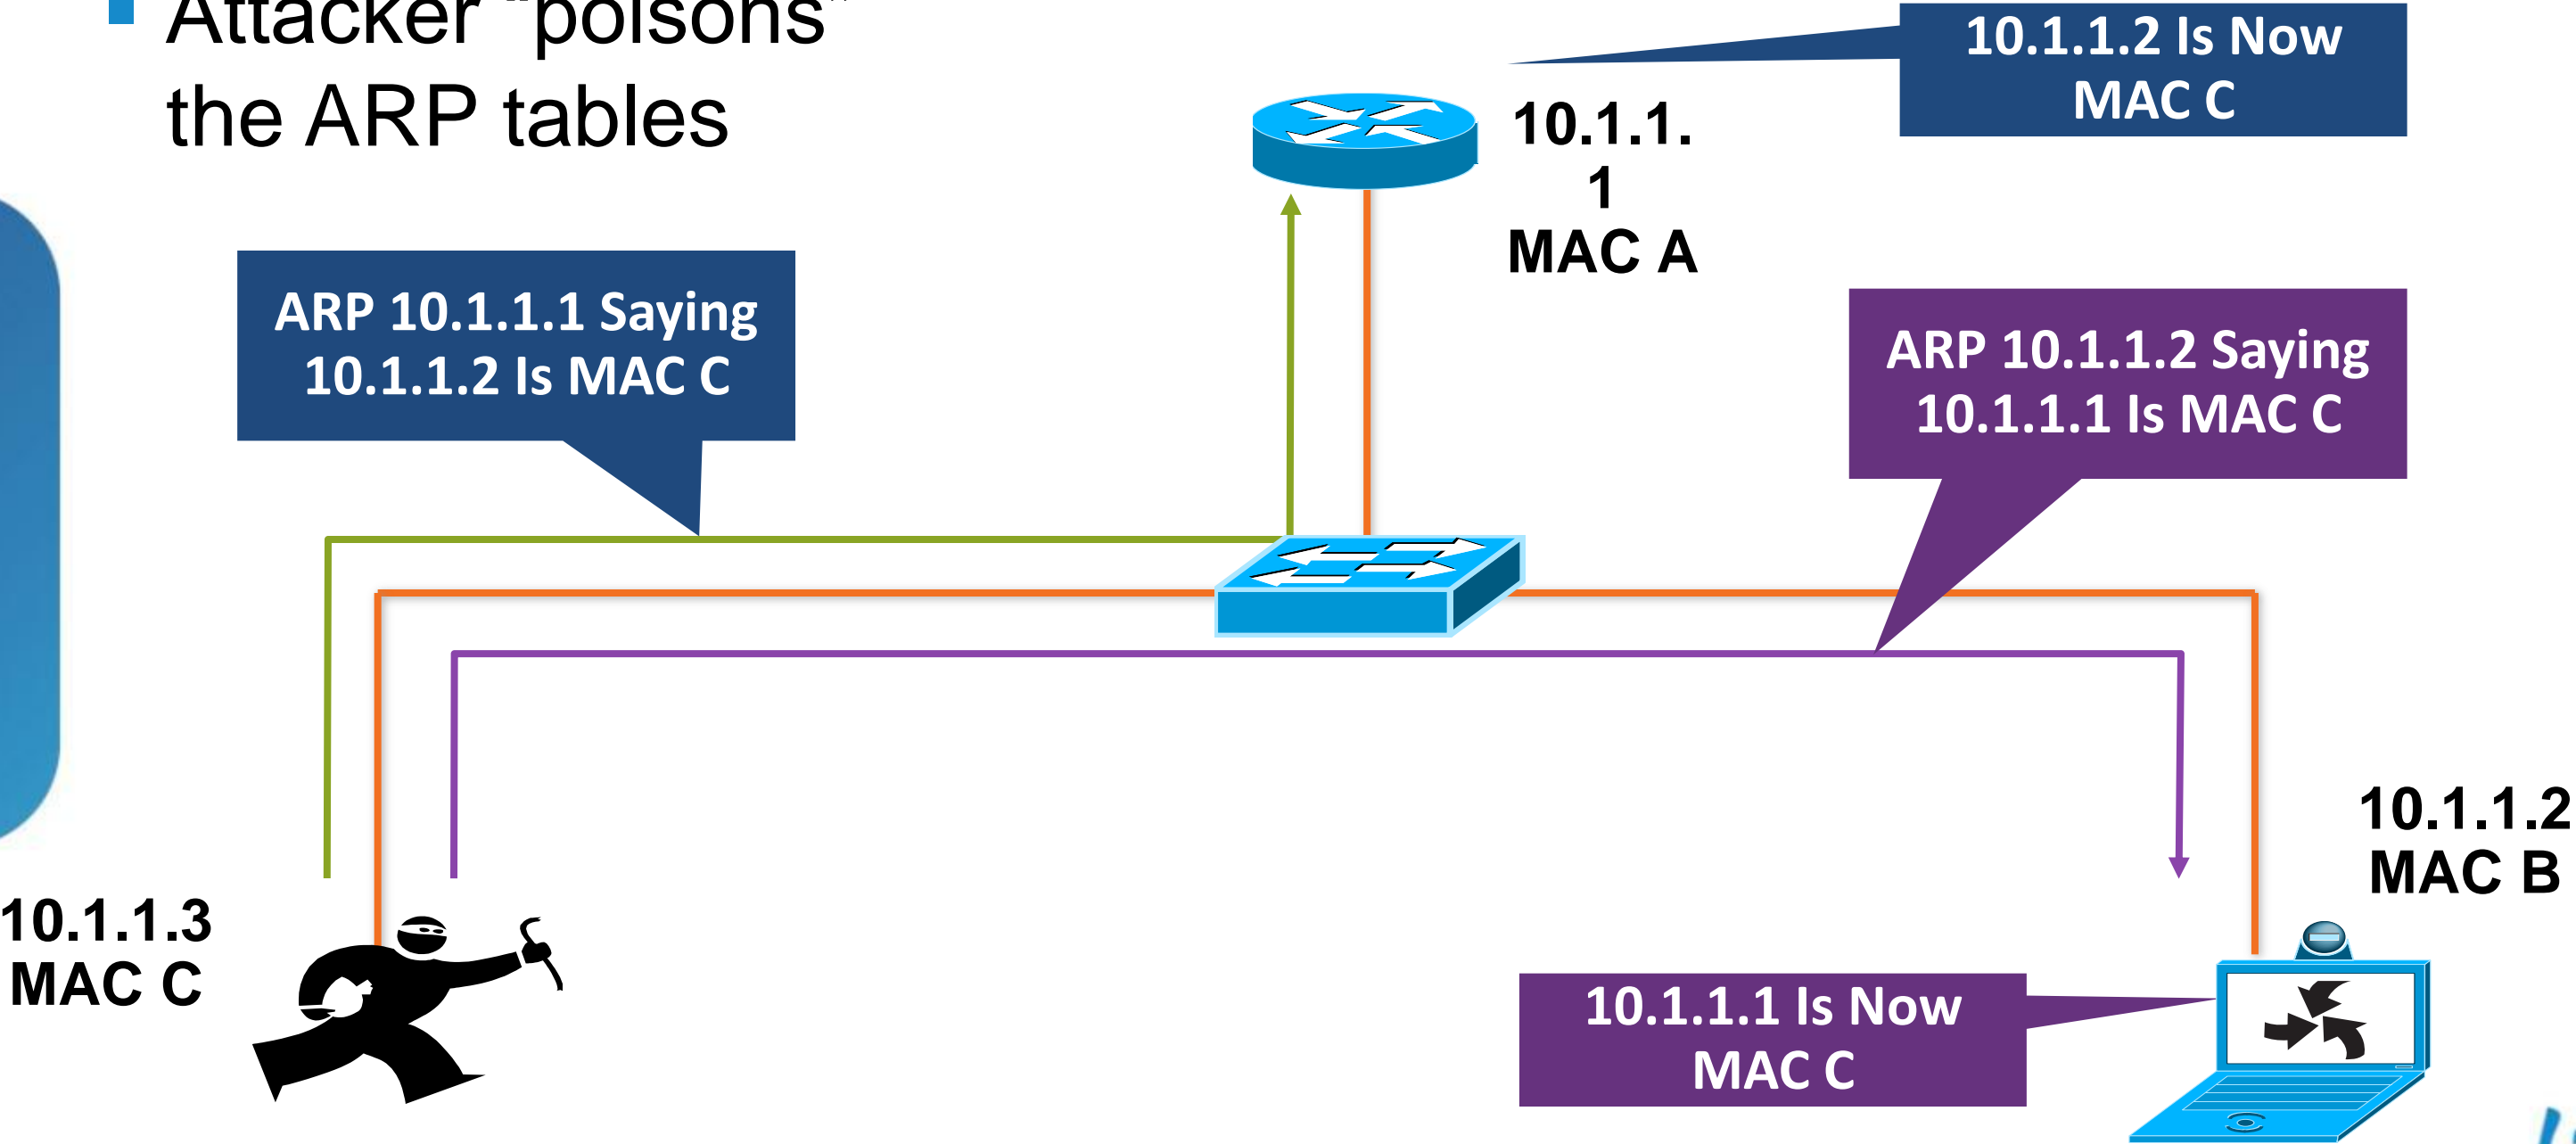 Attacker "poisons"
the ARP tables
10.1.1.2 Is Now
MAC C
10.1.1.
1
MAC A
ARP 10.1.1.1 Saying
10.1.1.2 Is MAC C
ARP 10.1.1.2 Saying
10.1.1.1 Is MAC C
10.1.1.2
MAC B
10.1.1.3
MAC C
10.1.1.1 Is Now
MAC C